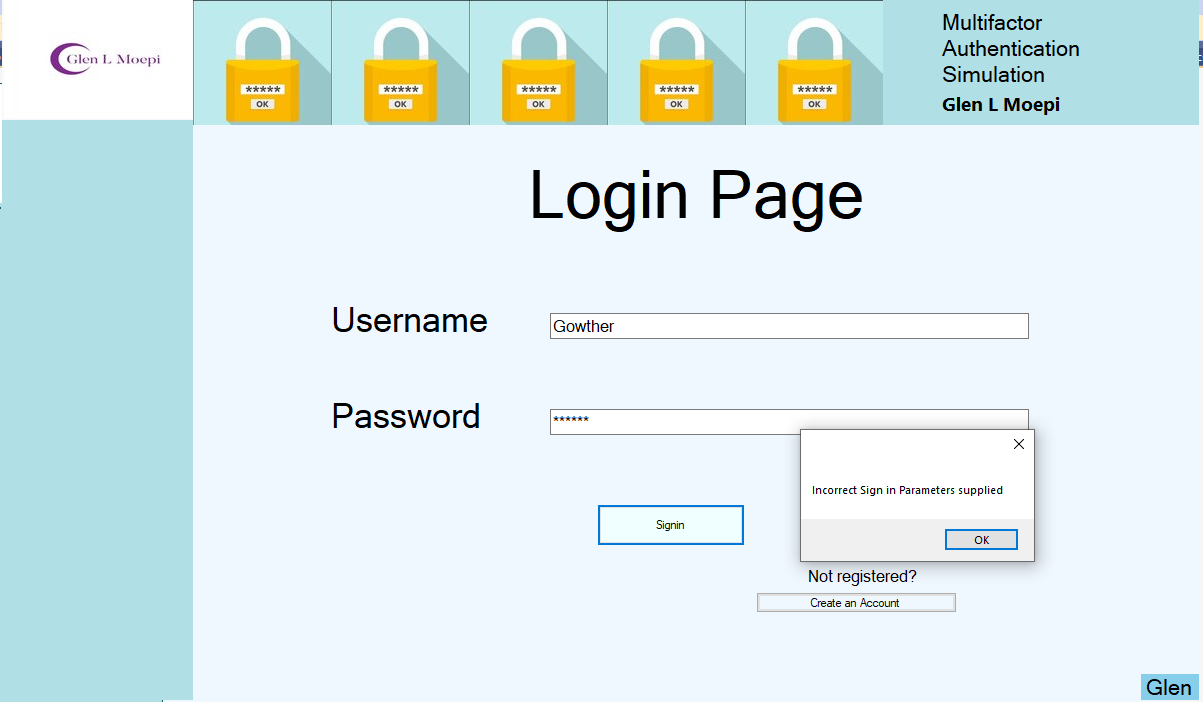 Glen L Moepi
*****
OK
*****
OK
*****
OK
*****
OK
*****
OK
Multifactor
Authentication
Simulation
Glen L Moepi
Login Page
Username
Gowther
Password
******
Incorrect Sign in Parameters supplied
OK
Signin
Not registered?
Create an Account
Glen